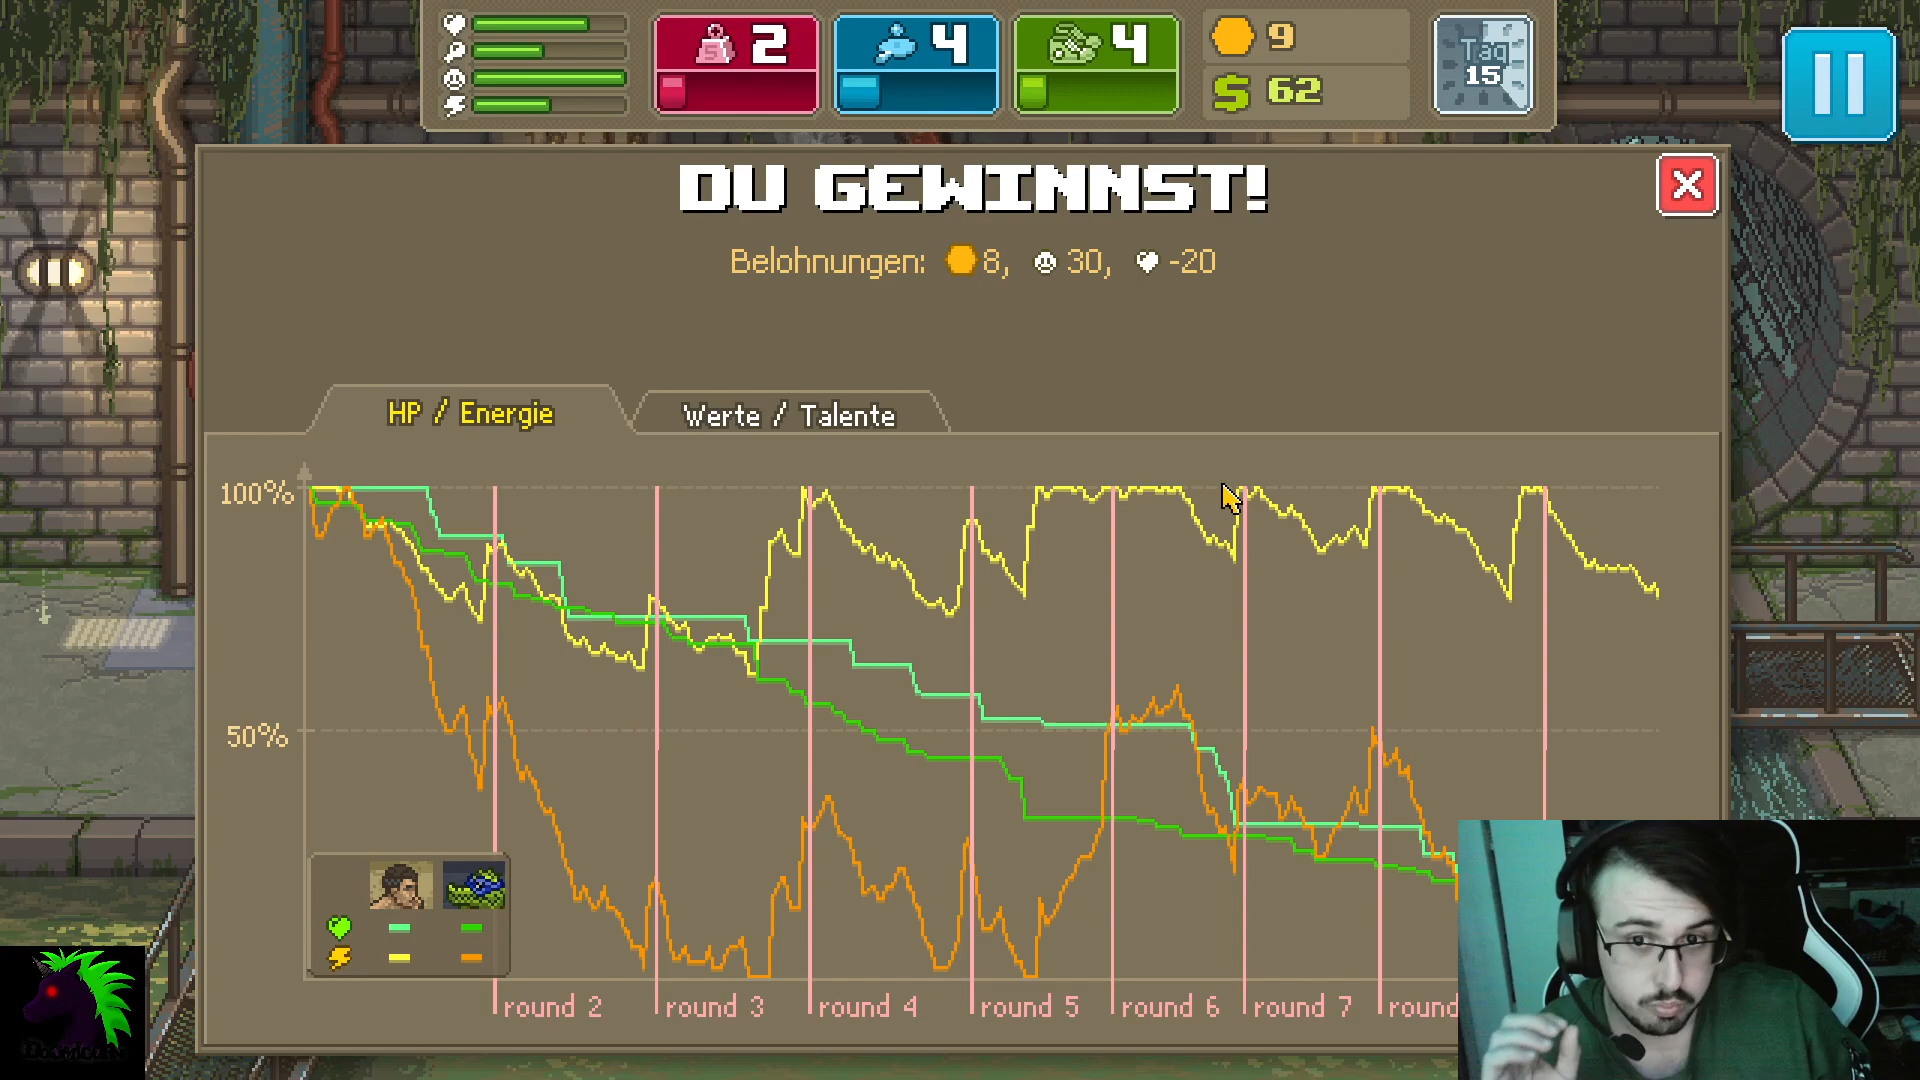 2
4
4
9
62
Tag
15
DU GEWINNST!
Belohnungen: 8, 30, -20
HP / Energie
Werte / Talente
100%
50%
round 2
round 3
round 4
round 5
round 6
round 7
round